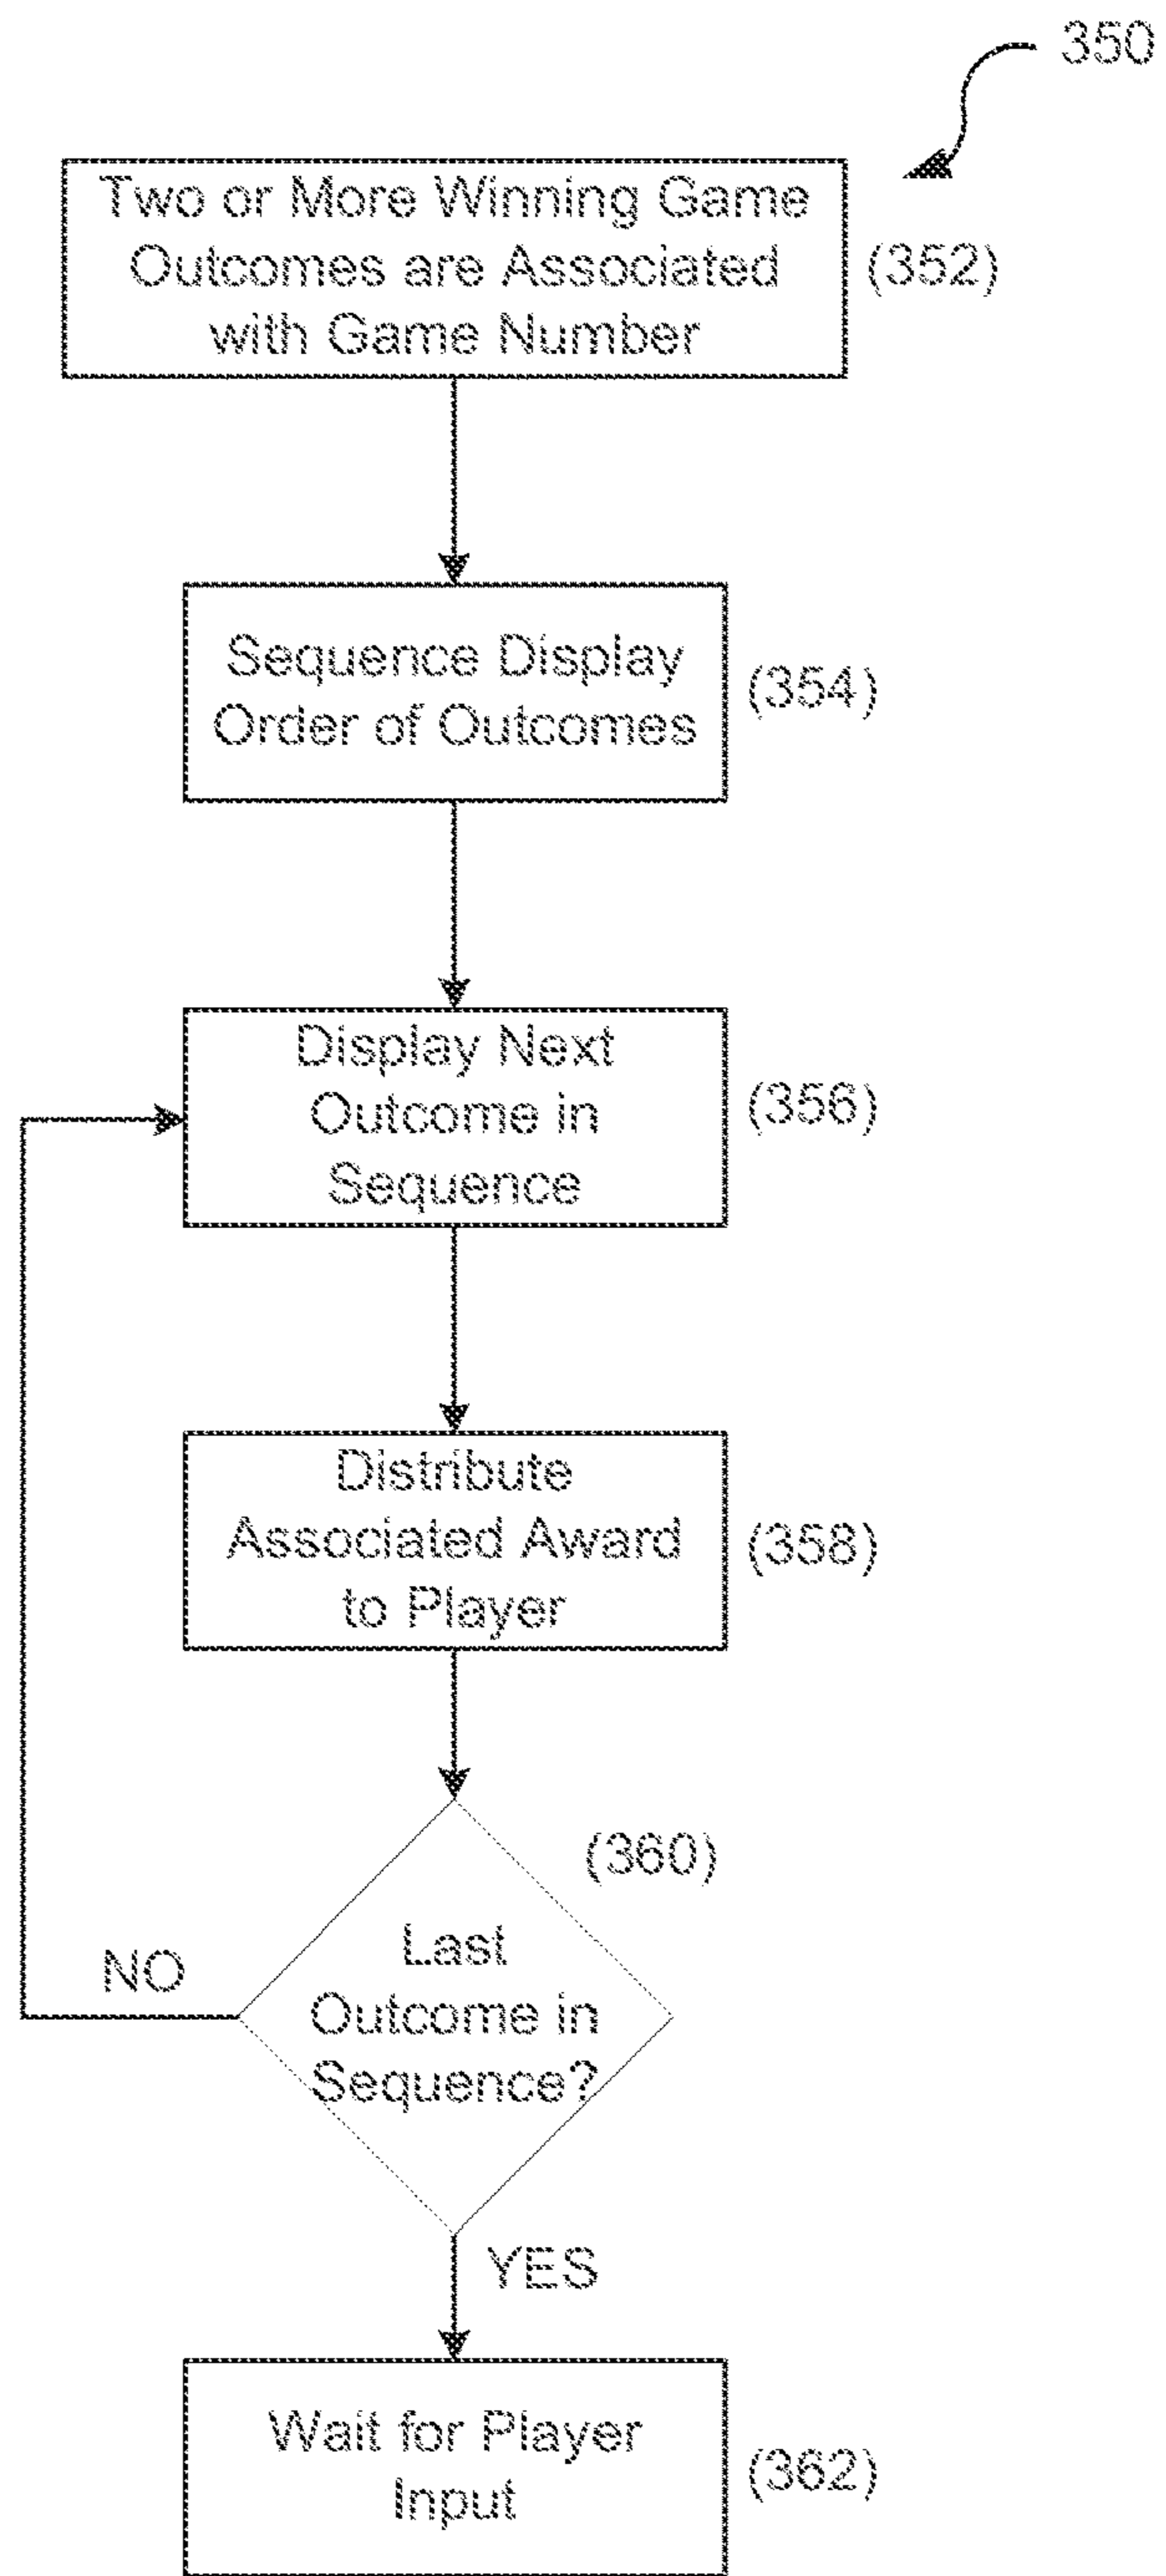 350
Two or More Winning Game
Outcomes are Associated
with Game Number
(352)
Sequence Display
Order of Outcomes
(354)
Display Next
Outcome in
Sequence
(356)
Distribute
Associated Award
to Player
(358)
(360)
Last
Outcome in
Sequence?
NO
YES
Wait for Player
Input
(362)